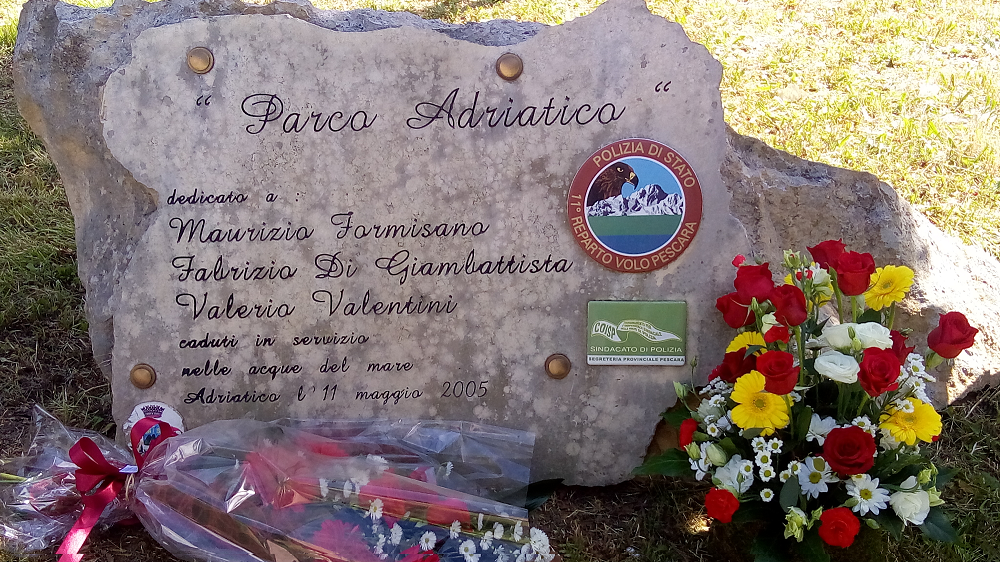 “ Parco Adriatico “
dedicato a :
Maurizio Formisano
Fabrizio Di Giambattista
Valerio Valentini
caduti in servizio
nelle acque del mare
Adriatico l'11 maggio 2005
POLIZIA DI STATO
11° REPARTO VOLO PESCARA
COISP
SINDACATO DI POLIZIA
SEGRETERIA PROVINCIALE PESCARA